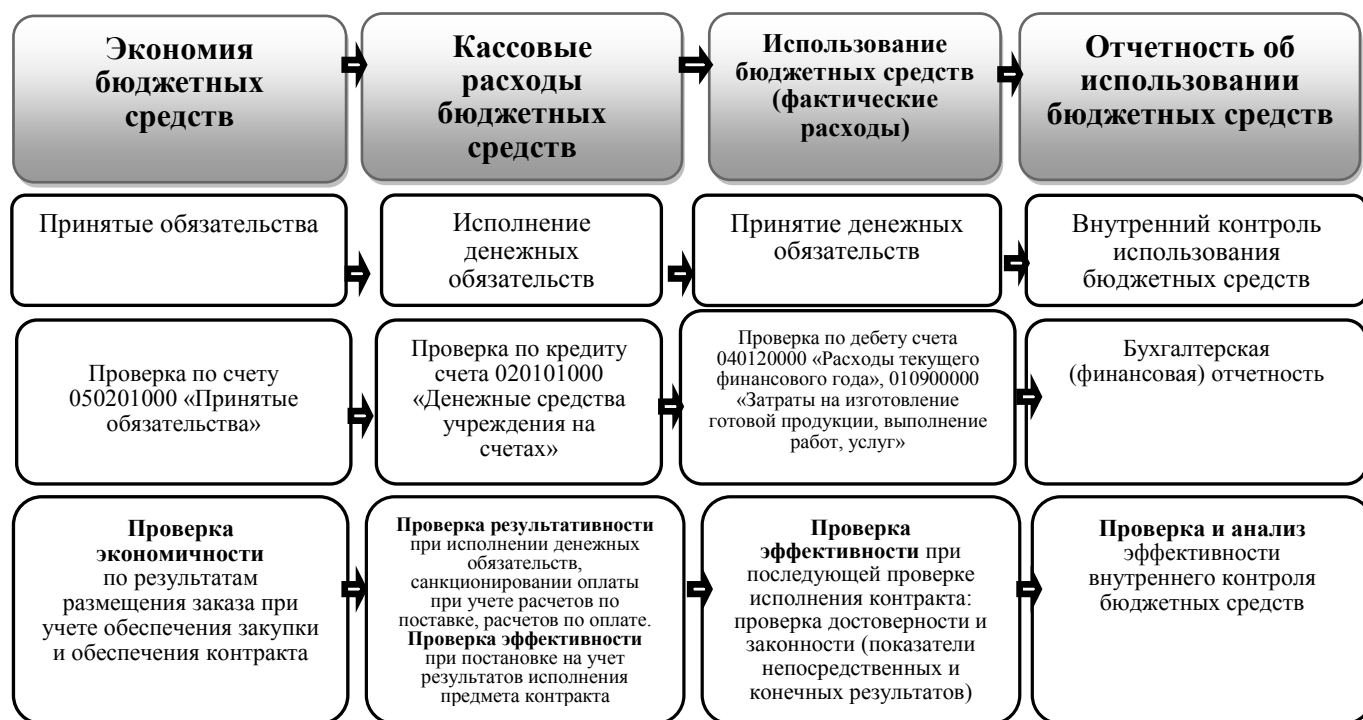 Экономия
бюджетных
средств
Кассовые
расходы
бюджетных
средств
Использование
бюджетных средств
(фактические
расходы)
Отчетность об
использовании
бюджетных средств
Принятые обязательства
Исполнение
денежных
обязательств
Принятие денежных
обязательств
Внутренний контроль
использования
бюджетных средств
Проверка по счету
050201000 «Принятые
обязательства»
Проверка по кредиту
счета 020101000
«Денежные средства
учреждения на
счетах»
Проверка по дебету счета
040120000 «Расходы текущего
финансового года», 010900000
«Затраты на изготовление
готовой продукции, выполнение
работ, услуг»
Бухгалтерская
(финансовая) отчетность
Проверка
экономичности
по результатам
размещения заказа при
учете обеспечения закупки
и обеспечения контракта
Проверка результативности
при исполнении денежных
обязательств,
санкционировании оплаты
при учете расчетов по
поставке, расчетов по оплате.
Проверка эффективности
при постановке на учет
результатов исполнения
предмета контракта
Проверка
эффективности при
последующей проверке
исполнения контракта:
проверка достоверности и
законности (показатели
непосредственных и
конечных результатов)
Проверка и анализ
эффективности
внутреннего контроля
бюджетных средств